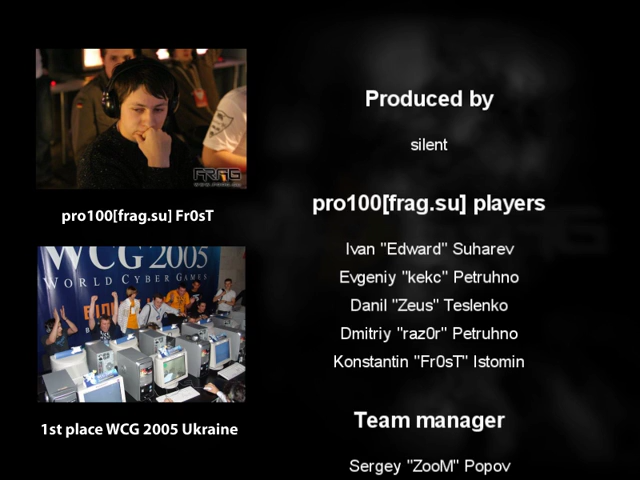 FRAG
pro100[frag.su] Fr0sT
WCG 2005
WORLD CYBER GAMES
1st place WCG 2005 Ukraine
Produced by
silent
pro100[frag.su] players
Ivan "Edward" Suharev
Evgeniy "kekc" Petruhno
Danil "Zeus" Teslenko
Dmitriy "raz0r" Petruhno
Konstantin "Fr0sT" Istomin
Team manager
Sergey "ZooM" Popov